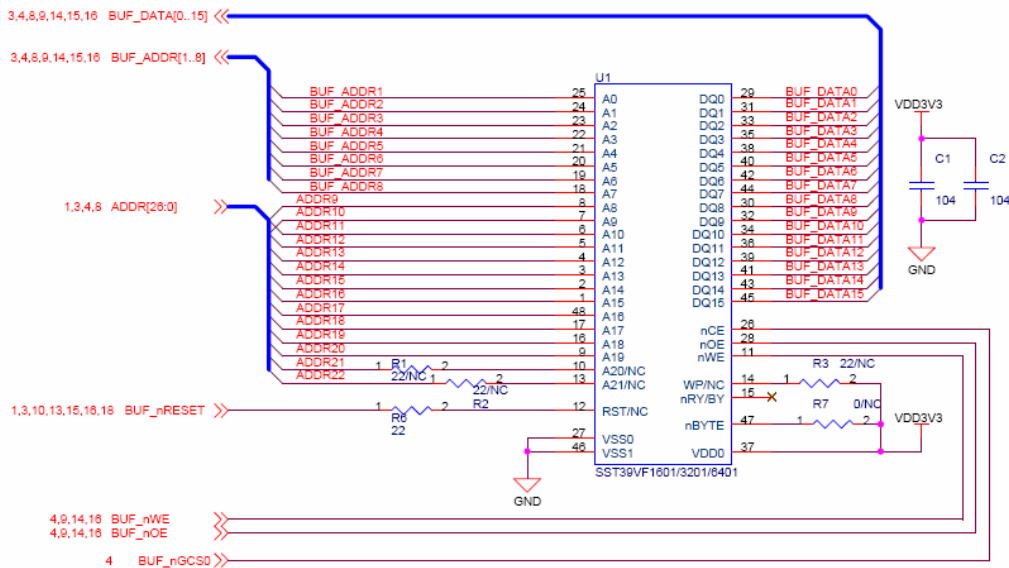 3,4,8,9,14,15,16 BUF_DATA[0..15]
3,4,8,9,14,15,16 BUF_ADDR[1..8]
1,3,4,8 ADDR[26:0]
1,3,10,13,15,16,18 BUF_nRESET
4,9,14,16 BUF_nWE
4,9,14,16 BUF_nOE
4 BUF_nGCS0
U1
BUF_ADDR1 25 A0 DQ0 29 BUF_DATA0
BUF_ADDR2 24 A1 DQ1 31 BUF_DATA1
BUF_ADDR3 23 A2 DQ2 33 BUF_DATA2
BUF_ADDR4 22 A3 DQ3 35 BUF_DATA3
BUF_ADDR5 21 A4 DQ4 38 BUF_DATA4
BUF_ADDR6 20 A5 DQ5 40 BUF_DATA5
BUF_ADDR7 19 A6 DQ6 42 BUF_DATA6
BUF_ADDR8 18 A7 DQ7 44 BUF_DATA7
ADDR9 8 A8 DQ8 30 BUF_DATA8
ADDR10 7 A9 DQ9 32 BUF_DATA9
ADDR11 6 A10 DQ10 34 BUF_DATA10
ADDR12 5 A11 DQ11 36 BUF_DATA11
ADDR13 4 A12 DQ12 39 BUF_DATA12
ADDR14 3 A13 DQ13 41 BUF_DATA13
ADDR15 2 A14 DQ14 43 BUF_DATA14
ADDR16 1 A15 DQ15 45 BUF_DATA15
ADDR17 48 A16
ADDR18 17 A17 nCE 26
ADDR19 16 A18 nOE 28
ADDR20 9 A19 nWE 11
ADDR21 1 R1 2 22/NC 10 A20/NC
ADDR22 1 22/NC 2 R2 13 A21/NC
WP/NC 14 1 R3 22/NC 2
nRY/BY 15
1 R6 2 22 12 RST/NC
nBYTE 47 1 R7 0/NC 2 VDD3V3
27 VSS0
46 VSS1 VDD0 37
SST39VF1601/3201/6401
GND
VDD3V3
C1 C2
104 104
GND